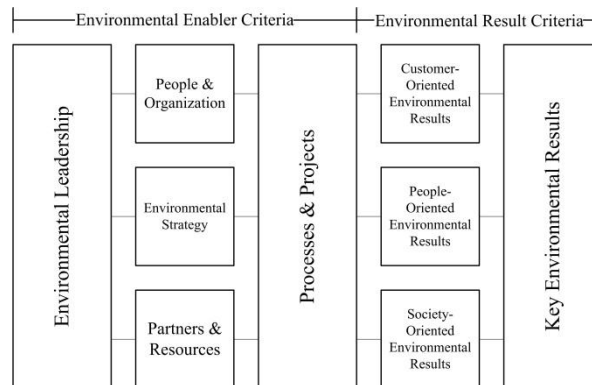 Environmental Enabler Criteria
Environmental Result Criteria
Environmental Leadership
People &
Organization
Environmental
Strategy
Partners &
Resources
Processes & Projects
Customer-
Oriented
Environmental
Results
People-
Oriented
Environmental
Results
Society-
Oriented
Environmental
Results
Key Environmental Results